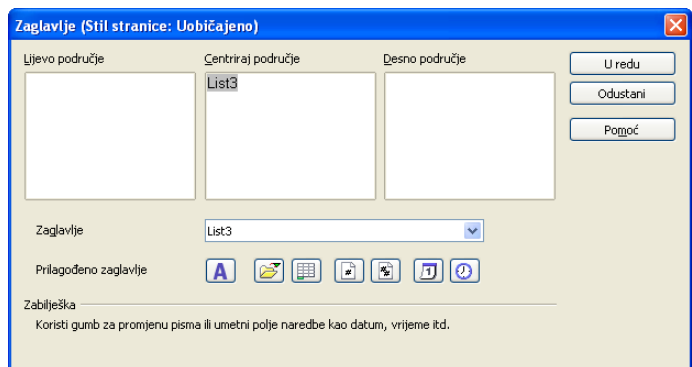 Zaglavlje (Stil stranice: Uobičajeno)
Lijevo područje Centriraj područje Desno područje
List3
U redu
Odustani
Pomoć
Zaglavlje List3
Prilagođeno zaglavlje
Zabilješka
Koristi gumb za promjenu pisma ili umetni polje naredbe kao datum, vrijeme itd.